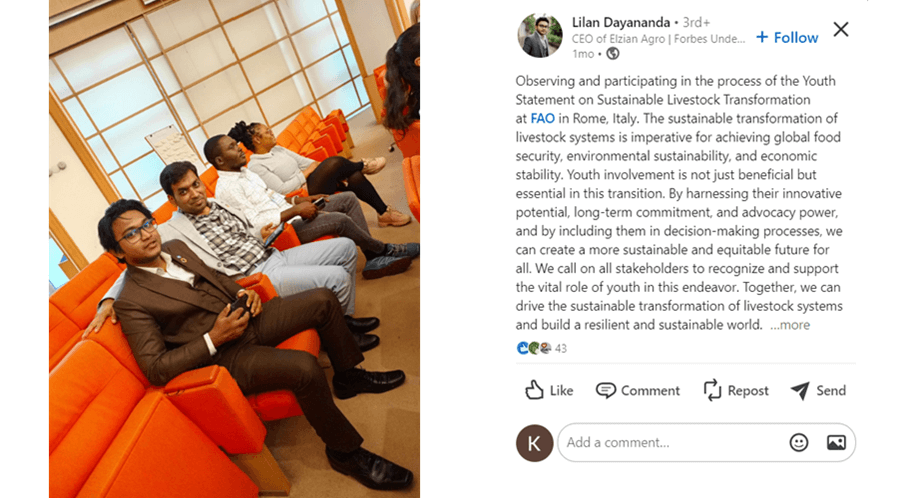 Lilan Dayananda • 3rd+
CEO of Elzian Agro | Forbes Unde...
1mo •
+ Follow
Observing and participating in the process of the Youth
Statement on Sustainable Livestock Transformation
at FAO in Rome, Italy. The sustainable transformation of
livestock systems is imperative for achieving global food
security, environmental sustainability, and economic
stability. Youth involvement is not just beneficial but
essential in this transition. By harnessing their innovative
potential, long-term commitment, and advocacy power,
and by including them in decision-making processes, we
can create a more sustainable and equitable future for
all. We call on all stakeholders to recognize and support
the vital role of youth in this endeavor. Together, we can
drive the sustainable transformation of livestock systems
and build a resilient and sustainable world. ...more
43
Like Comment Repost Send
K Add a comment...